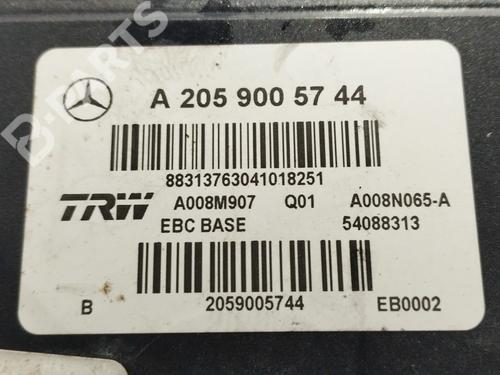 A 205 900 57 44
88313763041018251
TRW A008M907 Q01 A008N065-A
EBC BASE 54088313
B 2059005744 EB0002
B-PARTS